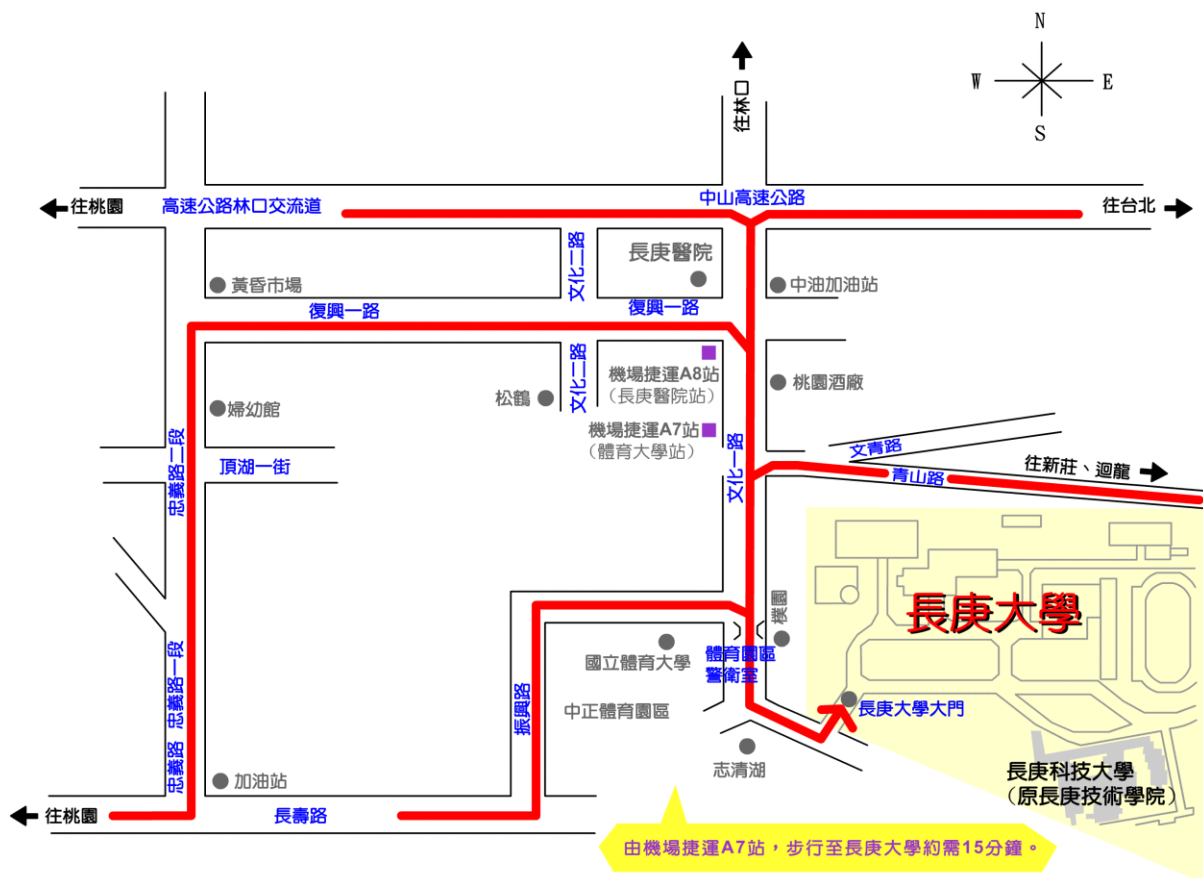 N
W
E
S
往林口
往桃園
高速公路林口交流道
中山高速公路
往台北
文化二路
長庚醫院
黃昏市場
中油加油站
復興一路
復興一路
文化二路
機場捷運A8站
（長庚醫院站）
桃園酒廠
松鶴
婦幼館
機場捷運A7站
（體育大學站）
文化一路
忠義路二段
頂湖一街
文青路
青山路
往新莊、迴龍
長庚大學
樸園
國立體育大學
體育園區
警衛室
忠義路一段
振興路
中正體育園區
長庚大學大門
志清湖
忠義路
加油站
長庚科技大學
（原長庚技術學院）
往桃園
長壽路
由機場捷運A7站，步行至長庚大學約需15分鐘。